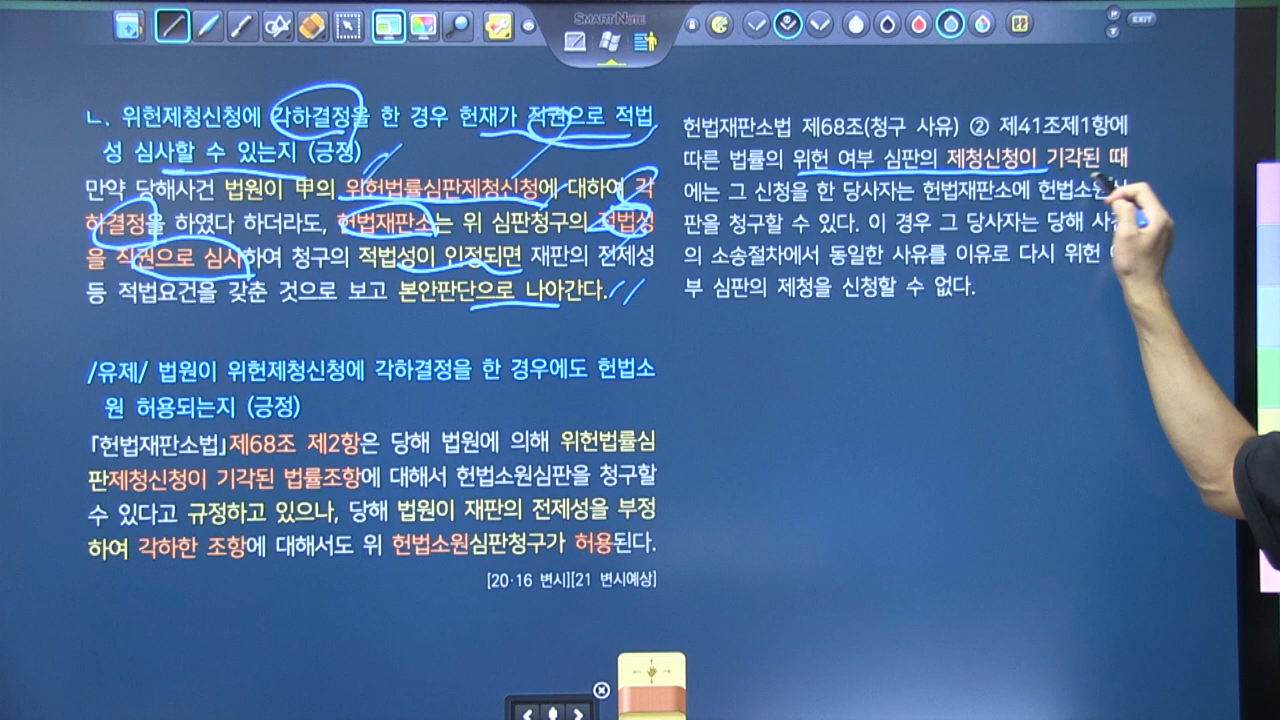 SMART NOTE
EXIT
ㄴ. 위헌제청신청에 각하결정을 한 경우 헌재가 직권으로 적법
성 심사할 수 있는지 (긍정)
만약 당해사건 법원이 甲의 위헌법률심판제청신청에 대하여 각
하결정을 하였다 하더라도, 헌법재판소는 위 심판청구의 적법성
을 직권으로 심사하여 청구의 적법성이 인정되면 재판의 전제성
등 적법요건을 갖춘 것으로 보고 본안판단으로 나아간다.
/유제/ 법원이 위헌제청신청에 각하결정을 한 경우에도 헌법소
원 허용되는지 (긍정)
「헌법재판소법」제68조 제2항은 당해 법원에 의해 위헌법률심
판제청신청이 기각된 법률조항에 대해서 헌법소원심판을 청구할
수 있다고 규정하고 있으나, 당해 법원이 재판의 전제성을 부정
하여 각하한 조항에 대해서도 위 헌법소원심판청구가 허용된다.
[20·16 변시][21 변시예상]
헌법재판소법 제68조(청구 사유) ② 제41조제1항에
따른 법률의 위헌 여부 심판의 제청신청이 기각된 때
에는 그 신청을 한 당사자는 헌법재판소에 헌법소원
판을 청구할 수 있다. 이 경우 그 당사자는 당해
의 소송절차에서 동일한 사유를 이유로 다시 위헌
부 심판의 제청을 신청할 수 없다.